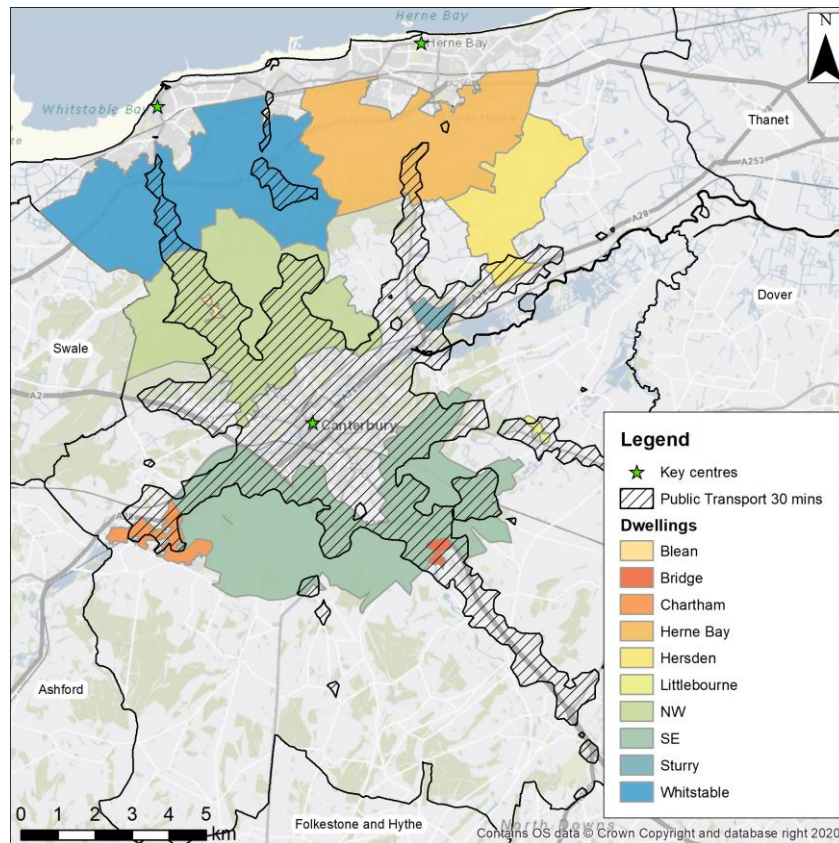 Herne Bay
N
Herne Bay
Whitstable Bay
Thanet
A253
A28
Dover
Swale
A2
Canterbury
Legend
Key centres
Public Transport 30 mins
Dwellings
Blean
Bridge
Chartham
Herne Bay
Hersden
Littlebourne
NW
SE
Sturry
Whitstable
Ashford
0 1 2 3 4 5
km
Folkestone and Hythe
North Downs
Contains OS data © Crown Copyright and database right 2020